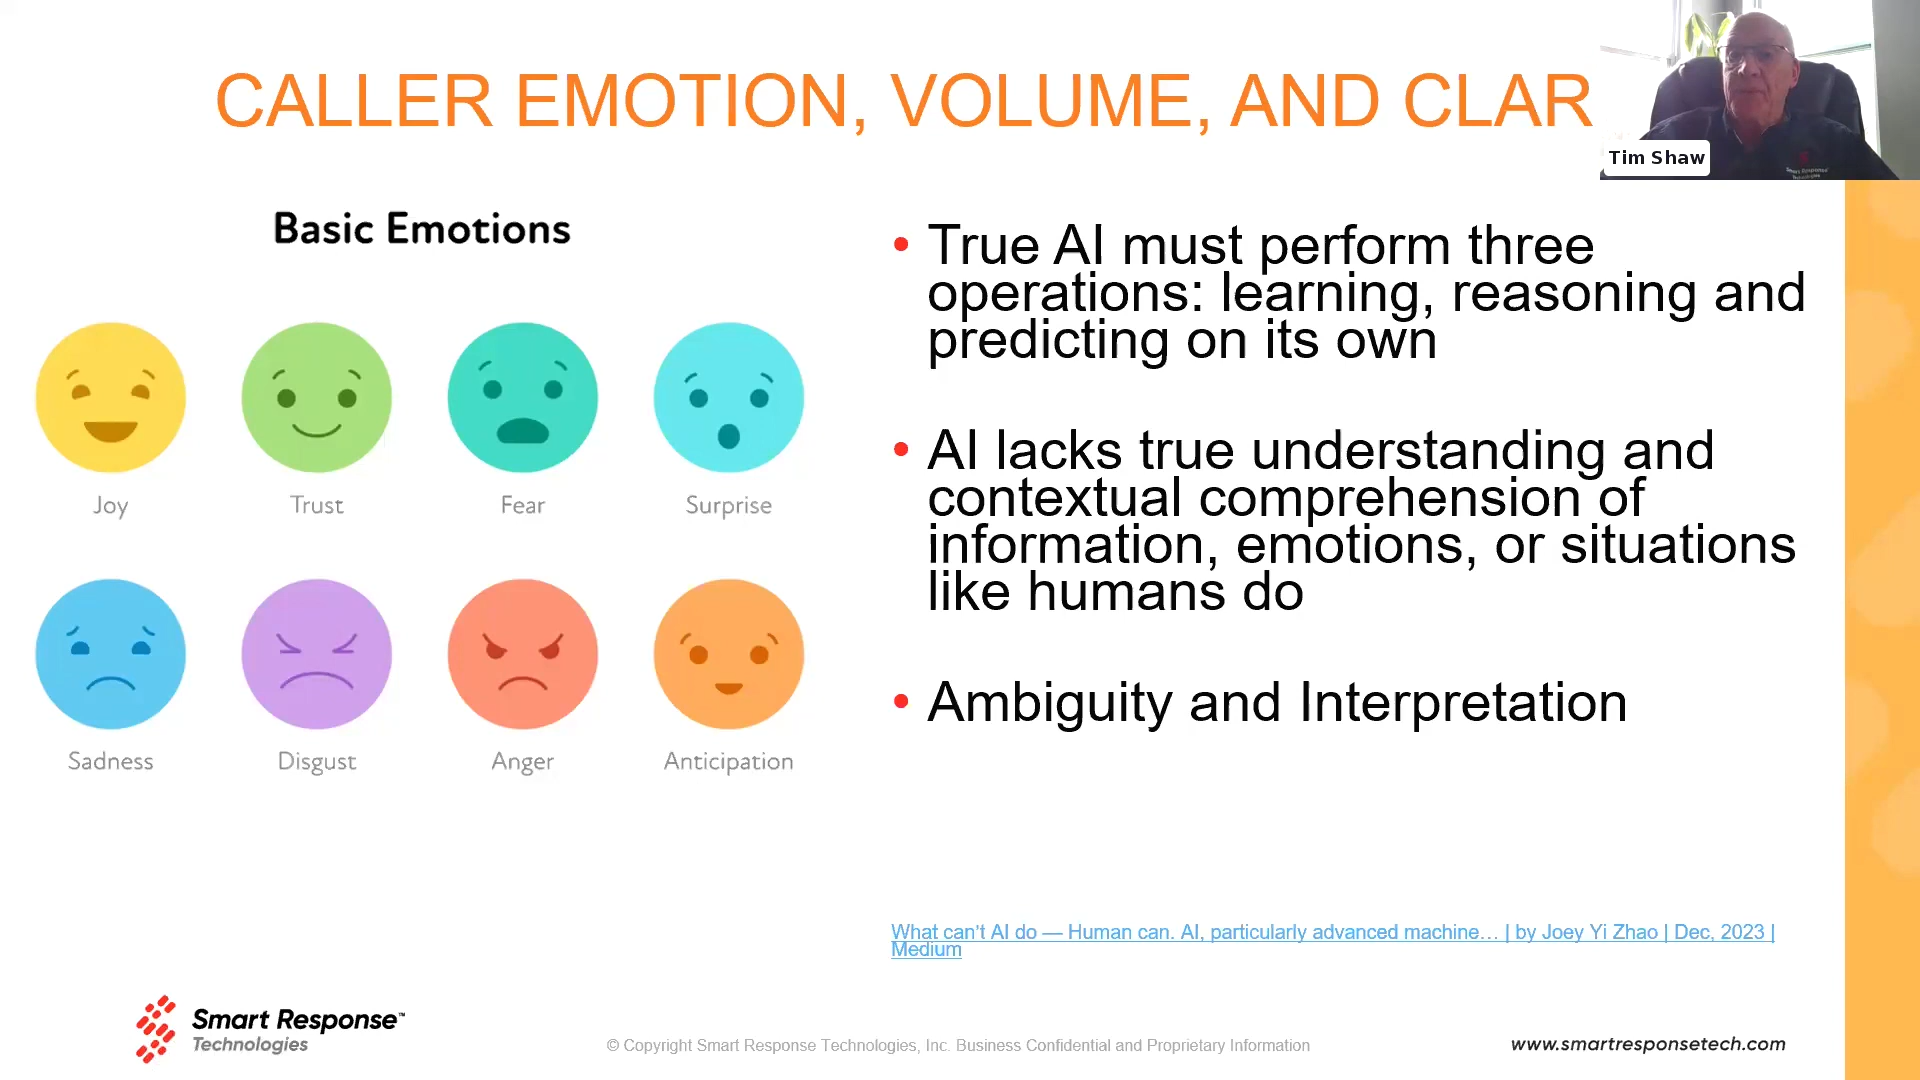 CALLER EMOTION, VOLUME, AND CLAR
Tim Shaw
Basic Emotions
Joy
Trust
Fear
Surprise
Sadness
Disgust
Anger
Anticipation
• True AI must perform three
operations: learning, reasoning and
predicting on its own
• AI lacks true understanding and
contextual comprehension of
information, emotions, or situations
like humans do
• Ambiguity and Interpretation
What can't AI do — Human can. AI, particularly advanced machine… | by Joey Yi Zhao | Dec, 2023 |
Medium
Smart Response™
Technologies
© Copyright Smart Response Technologies, Inc. Business Confidential and Proprietary Information
www.smartresponsetech.com